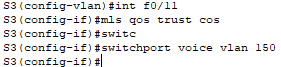 S3(config-vlan)#int f0/11
S3(config-if)#mls qos trust cos
S3(config-if)#switc
S3(config-if)#switchport voice vlan 150
S3(config-if)#